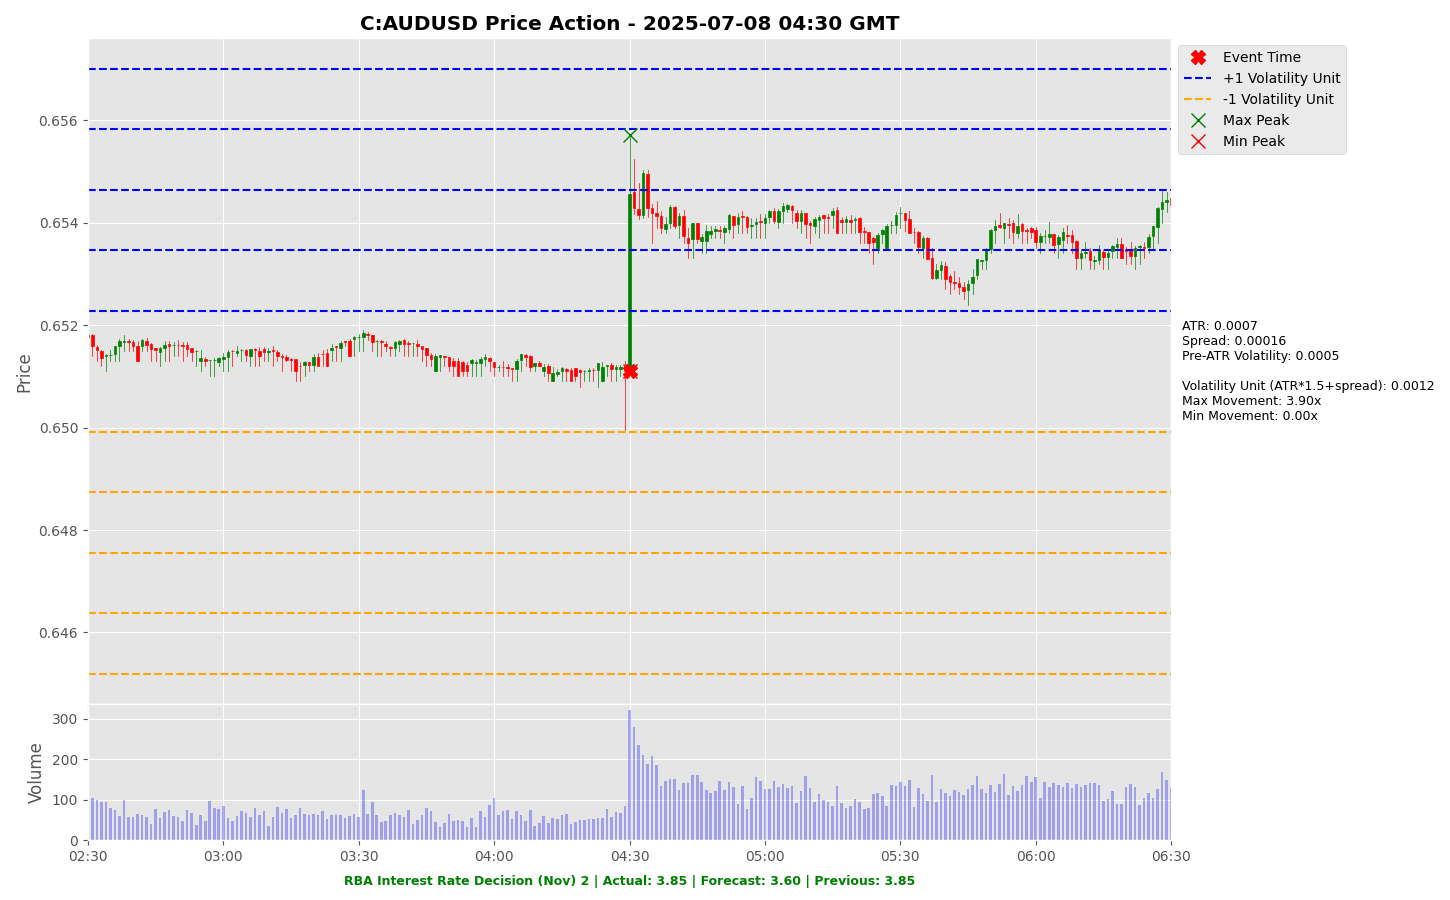 C:AUDUSD Price Action - 2025-07-08 04:30 GMT
Event Time
+1 Volatility Unit
-1 Volatility Unit
Max Peak
Min Peak
Price
0.656
0.654
0.652
0.650
0.648
0.646
ATR: 0.0007
Spread: 0.00016
Pre-ATR Volatility: 0.0005
Volatility Unit (ATR*1.5+spread): 0.0012
Max Movement: 3.90x
Min Movement: 0.00x
Volume
300
200
100
0
02:30 03:00 03:30 04:00 04:30 05:00 05:30 06:00 06:30
RBA Interest Rate Decision (Nov) 2 | Actual: 3.85 | Forecast: 3.60 | Previous: 3.85